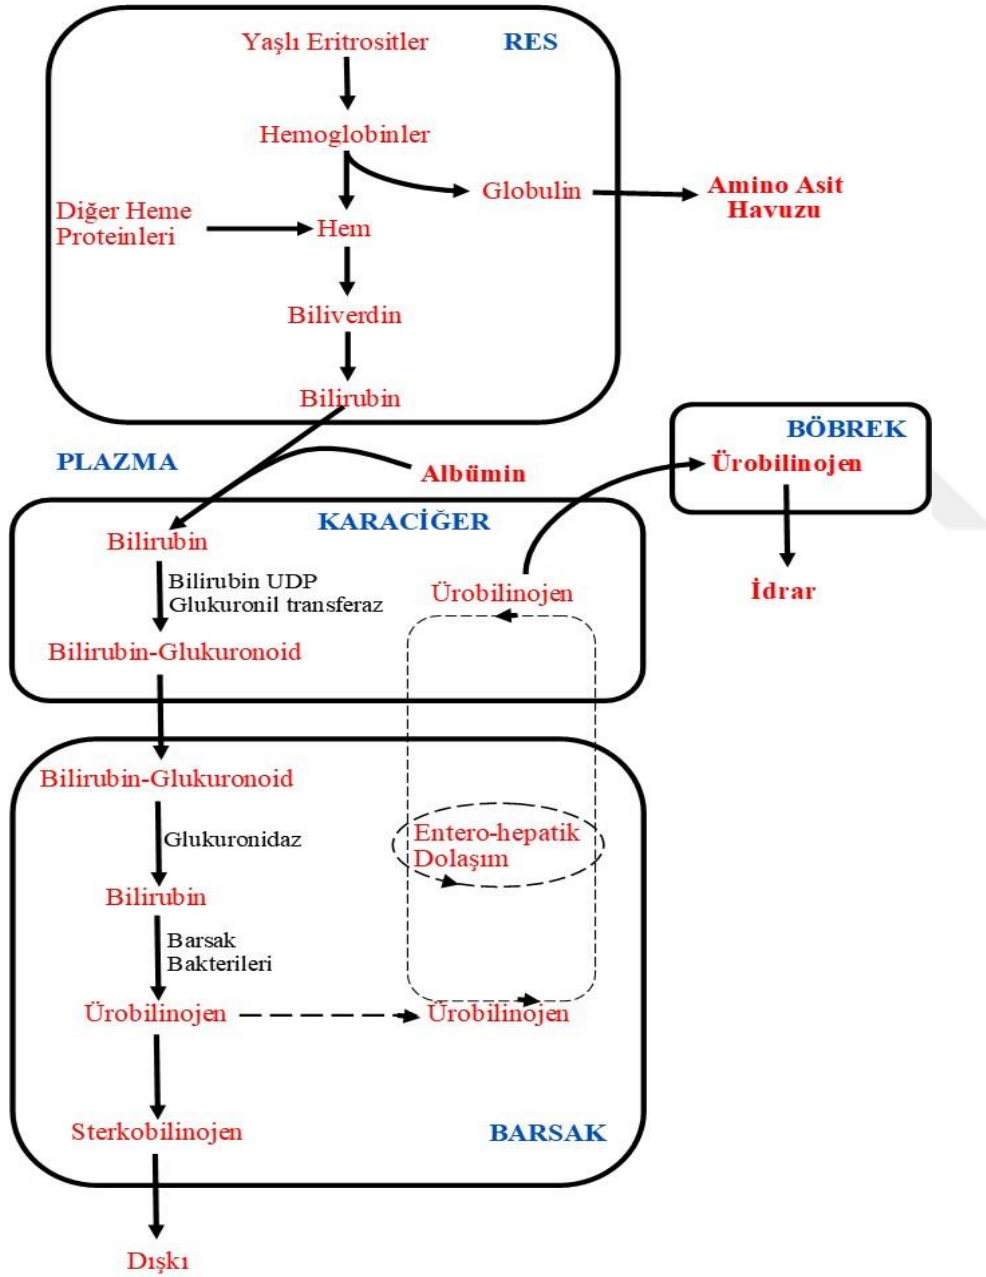 Yaşlı Eritrositler
RES
Hemoglobinler
Globulin
Amino Asit
Havuzu
Diğer Heme
Proteinleri
Hem
Biliverdin
Bilirubin
BÖBREK
Ürobilinojen
PLAZMA
Albümin
KARACİĞER
Bilirubin
Bilirubin UDP
Glukuronil transferaz
Ürobilinojen
İdrar
Bilirubin-Glukuronoid
Bilirubin-Glukuronoid
Glukuronidaz
Entero-hepatik
Dolaşım
Bilirubin
Barsak
Bakterileri
Ürobilinojen
Ürobilinojen
Sterkobilinojen
BARSAK
Dışkı